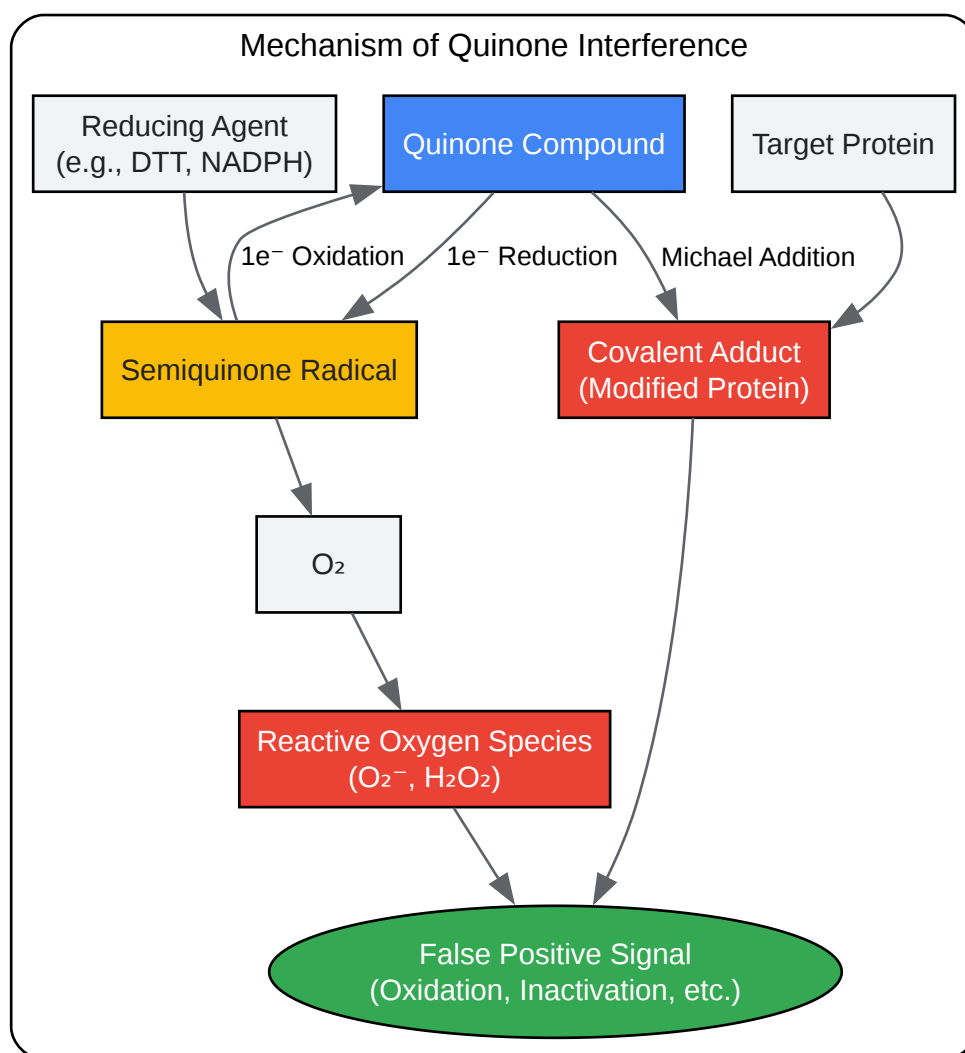 Mechanism of Quinone Interference
Reducing Agent
(e.g., DTT, NADPH)
Quinone Compound
Target Protein
1e⁻ Oxidation
1e⁻ Reduction
Michael Addition
Semiquinone Radical
Covalent Adduct
(Modified Protein)
O₂
Reactive Oxygen Species
(O₂⁻, H₂O₂)
False Positive Signal
(Oxidation, Inactivation, etc.)